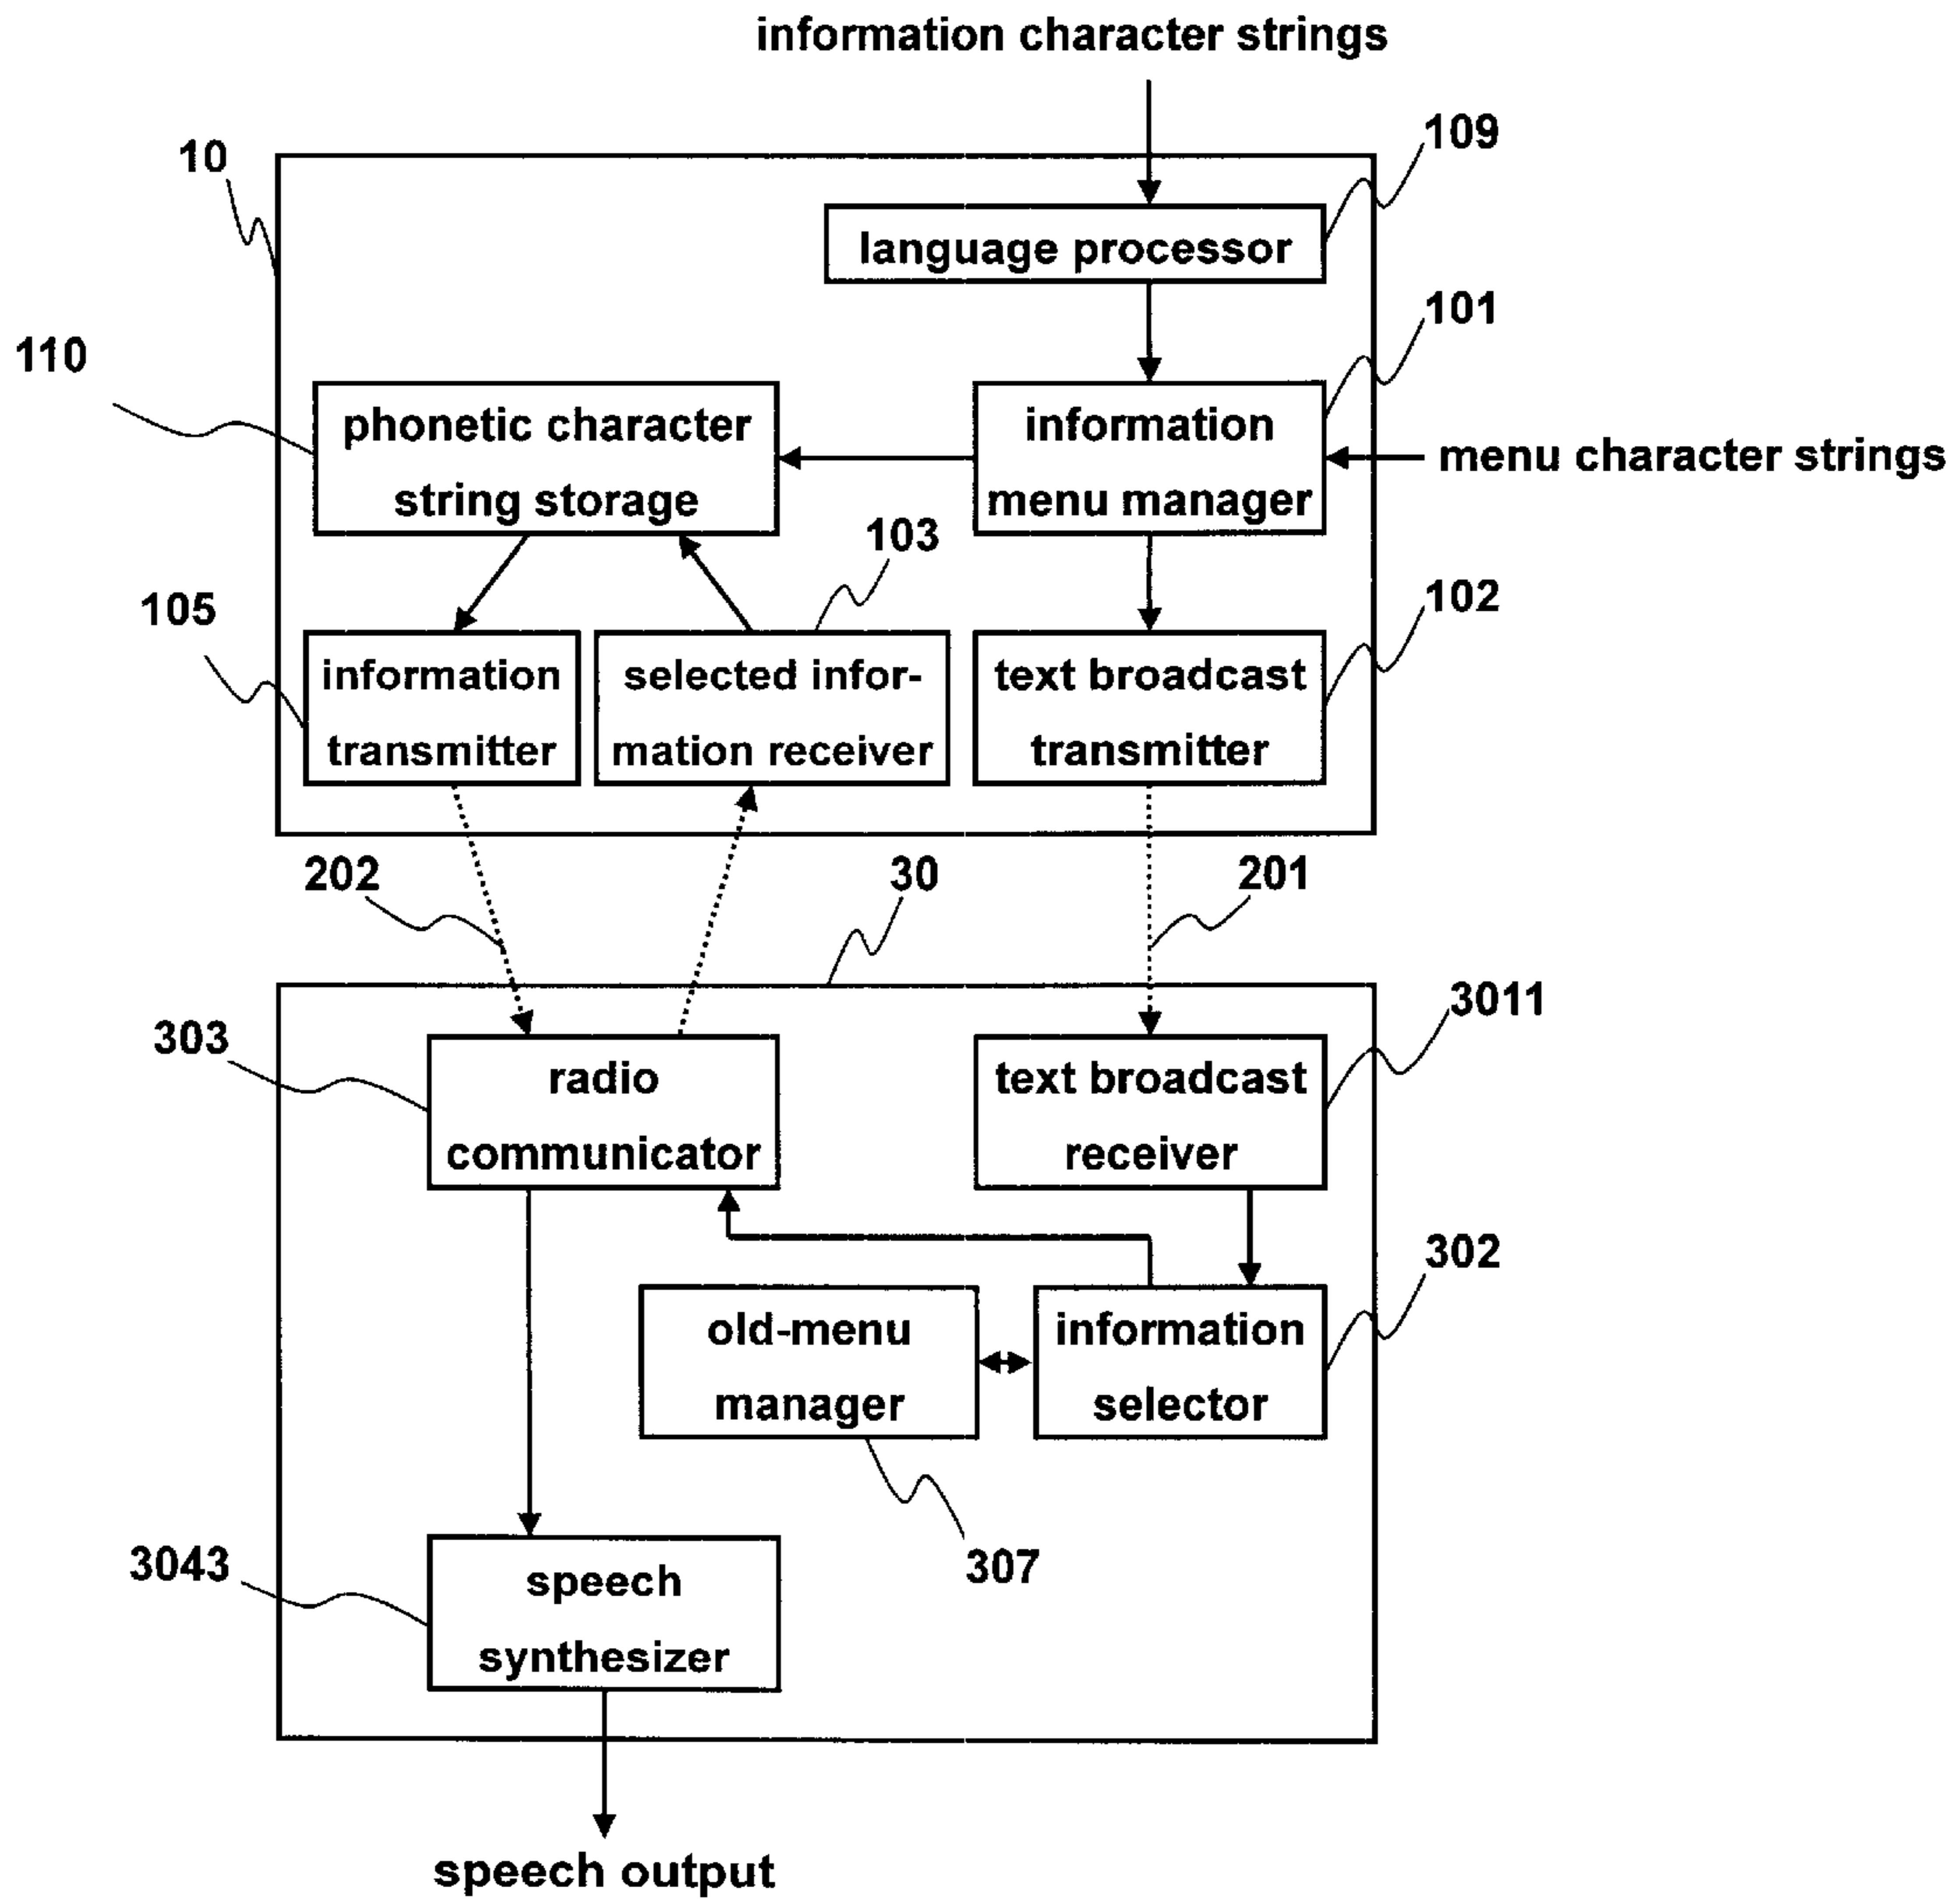 information character strings
10
109
language processor
101
110
phonetic character
string storage
information
menu manager
menu character strings
103
105
102
information
transmitter
selected infor-
mation receiver
text broadcast
transmitter
202
30
201
3011
303
radio
communicator
text broadcast
receiver
302
old-menu
manager
information
selector
307
3043
speech
synthesizer
speech output